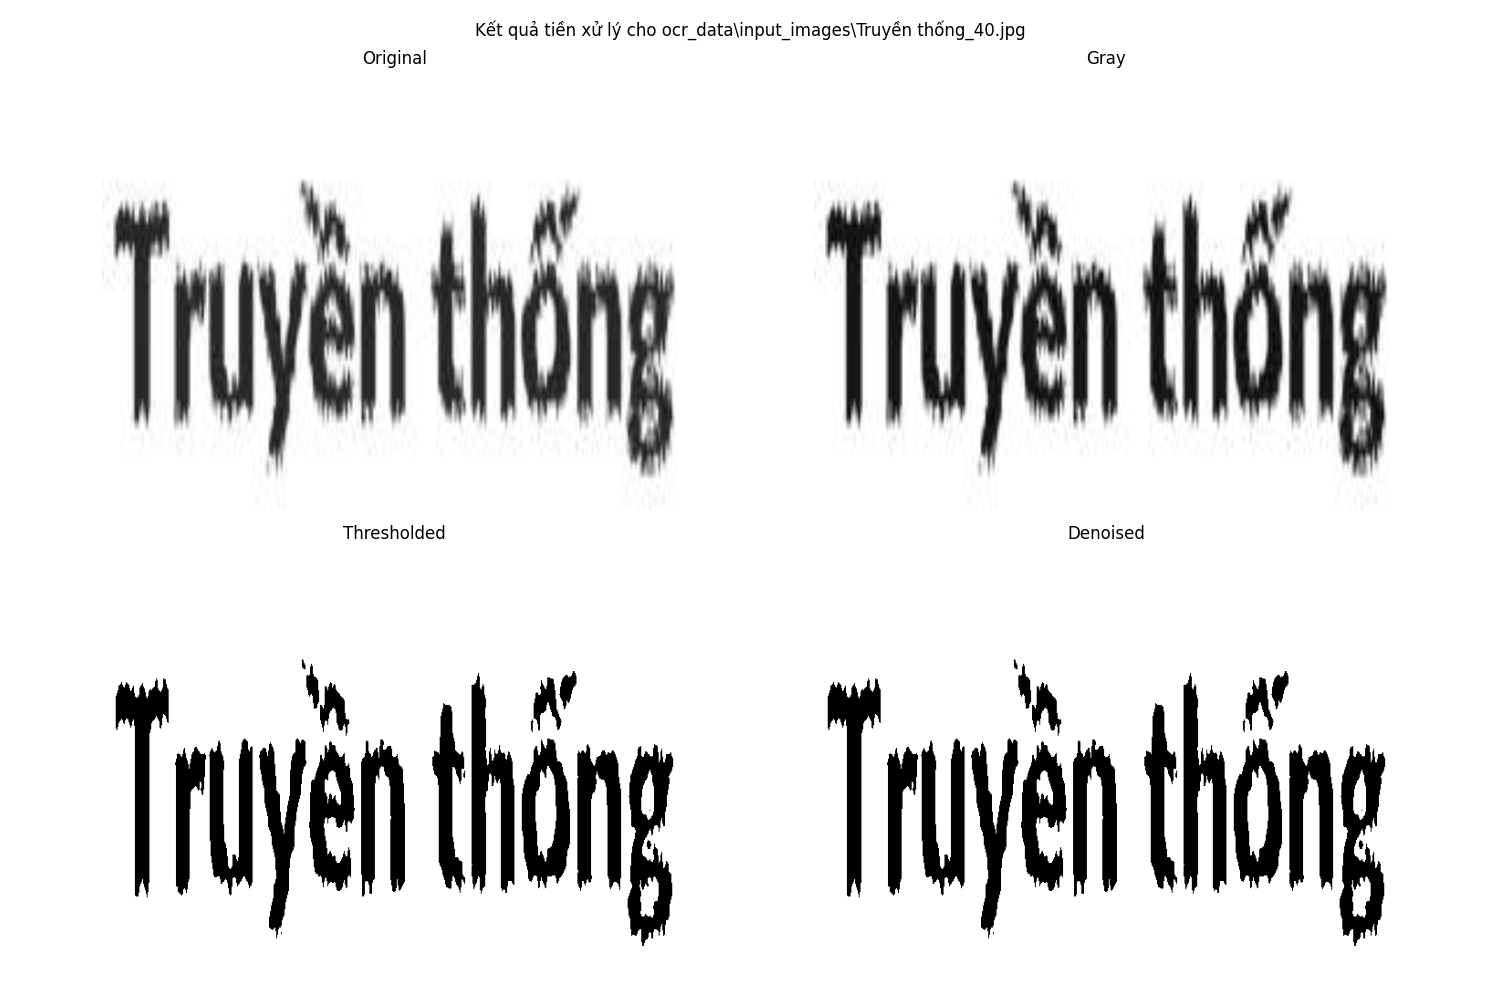 Kết quả tiền xử lý cho ocr_data\input_images\Truyền thống_40.jpg
Original
Gray
Truyền thống
Truyền thống
Thresholded
Denoised
Truyền thống
Truyền thống